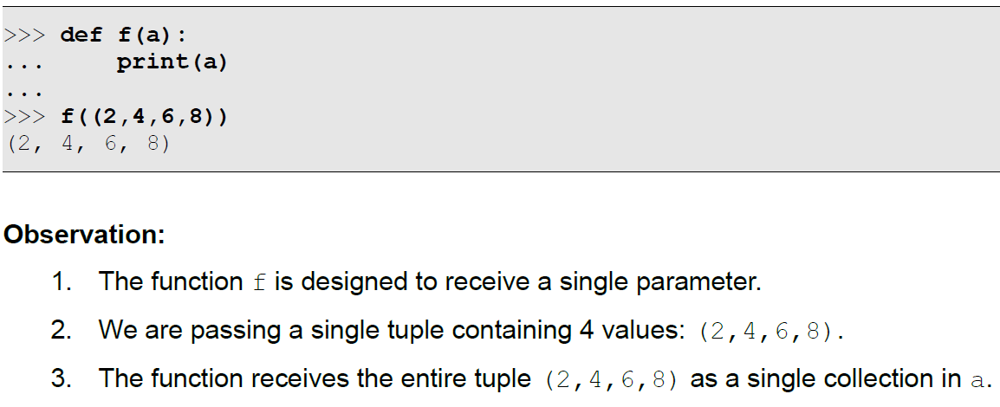 >>> def f(a):
...     print(a)
...
>>> f((2,4,6,8))
(2, 4, 6, 8)
Observation:
1. The function f is designed to receive a single parameter.
2. We are passing a single tuple containing 4 values: (2,4,6,8).
3. The function receives the entire tuple (2,4,6,8) as a single collection in a.